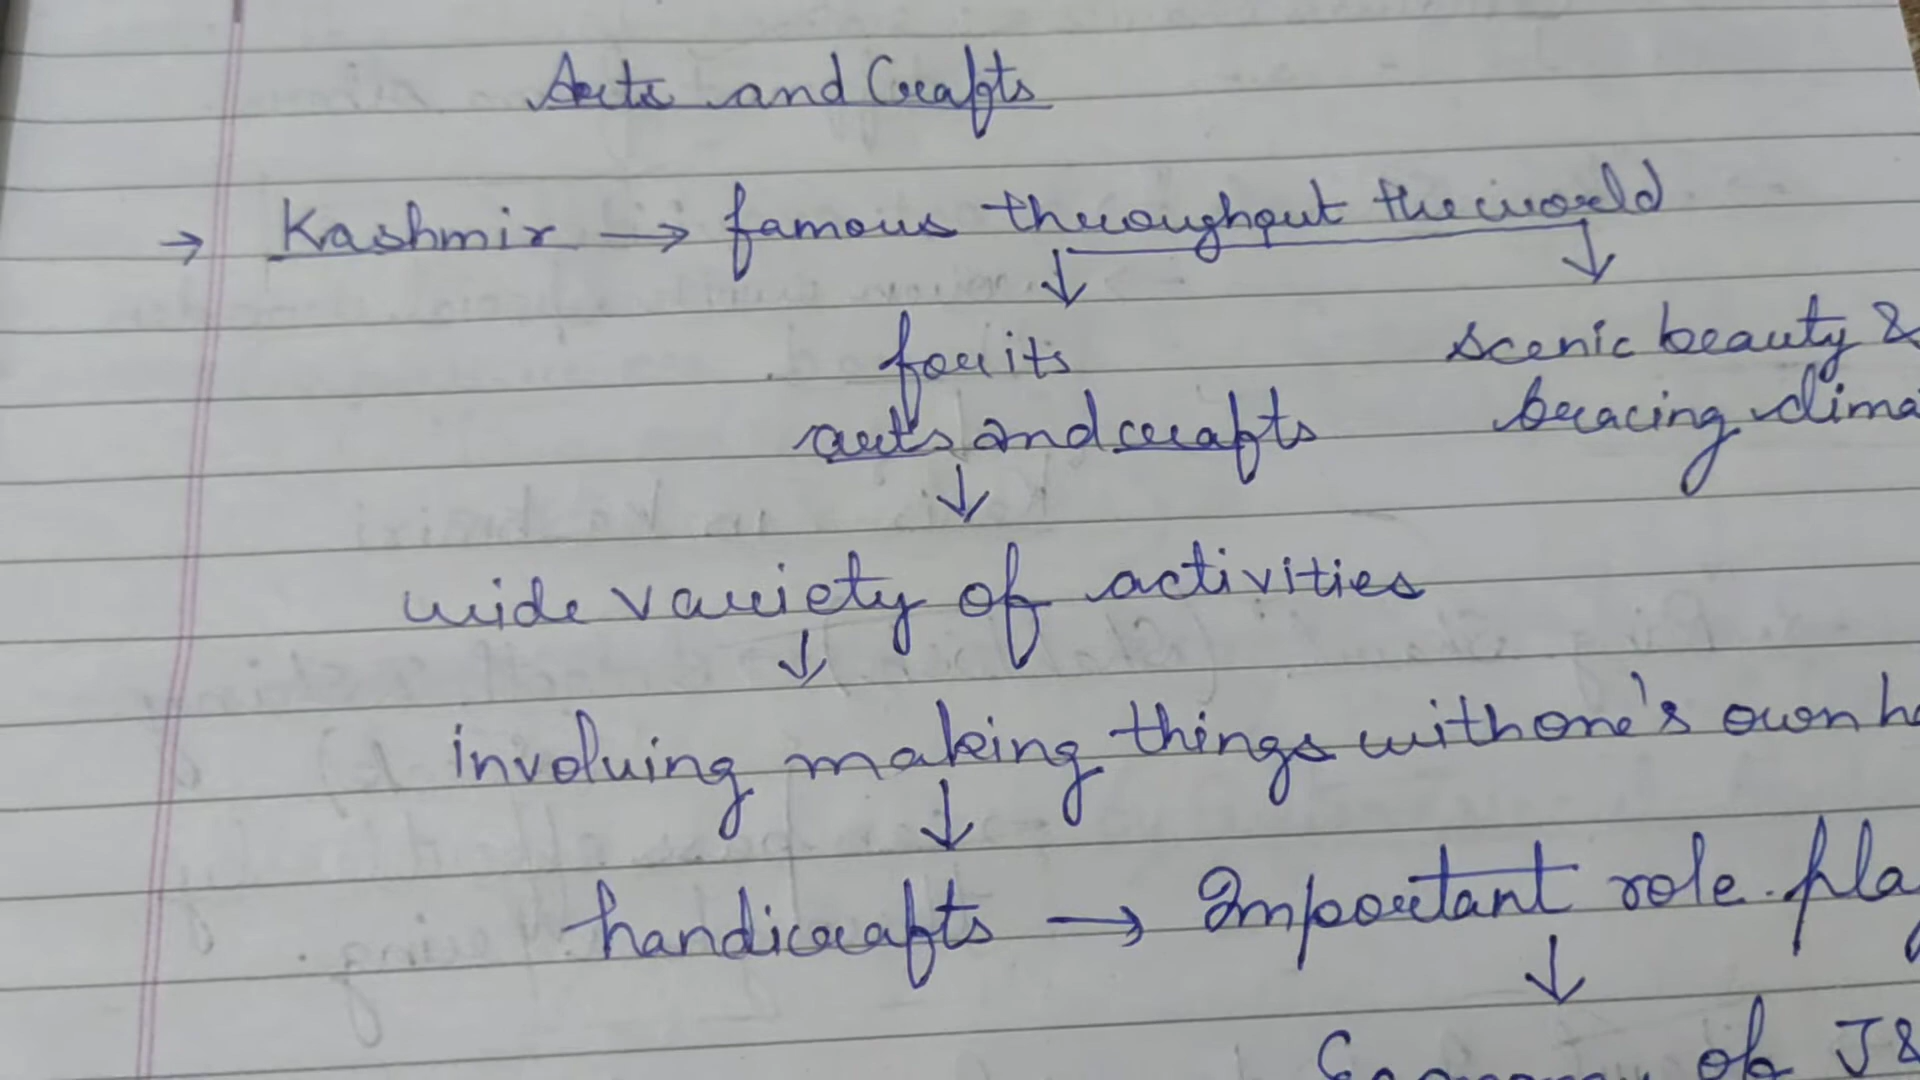 Arts and Crafts
→ Kashmir → famous throughout the world
↓ ↓
for its scenic beauty &
arts and crafts bracing
↓
wide variety of activities
↓
involving making things with one's own
↓
handicrafts → Important role
↓
Economy of J&